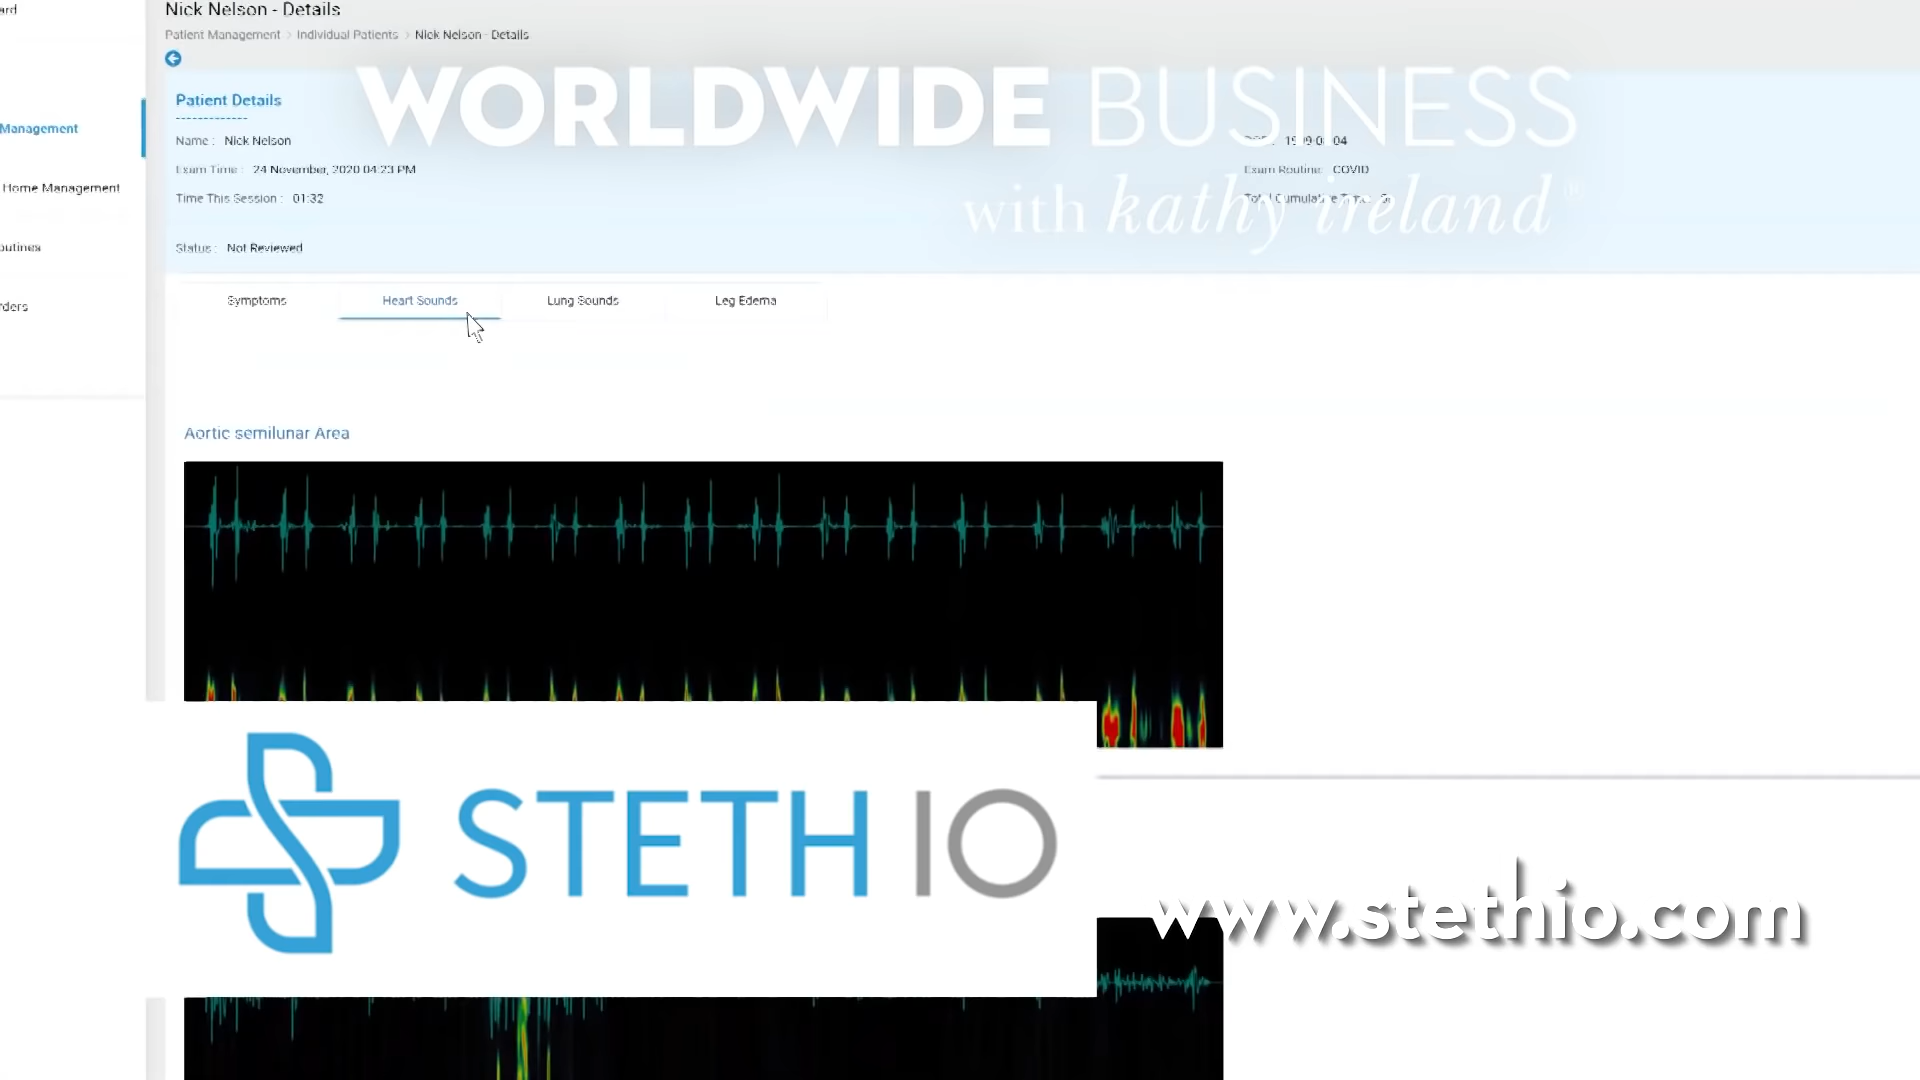 Nick Nelson - Details
Patient Management > Individual Patients > Nick Nelson - Details
WORLDWIDE BUSINESS
with kathy ireland®
Patient Details
Management
Name : Nick Nelson
Exam Time : 24 November, 2020 04:23 PM
Exam Routine: COVID
Home Management
Time This Session : 01:32
Total Cumulative Time
Status : Not Reviewed
Symptoms
Heart Sounds
Lung Sounds
Leg Edema
Aortic semilunar Area
STETH IO
www.stethio.com